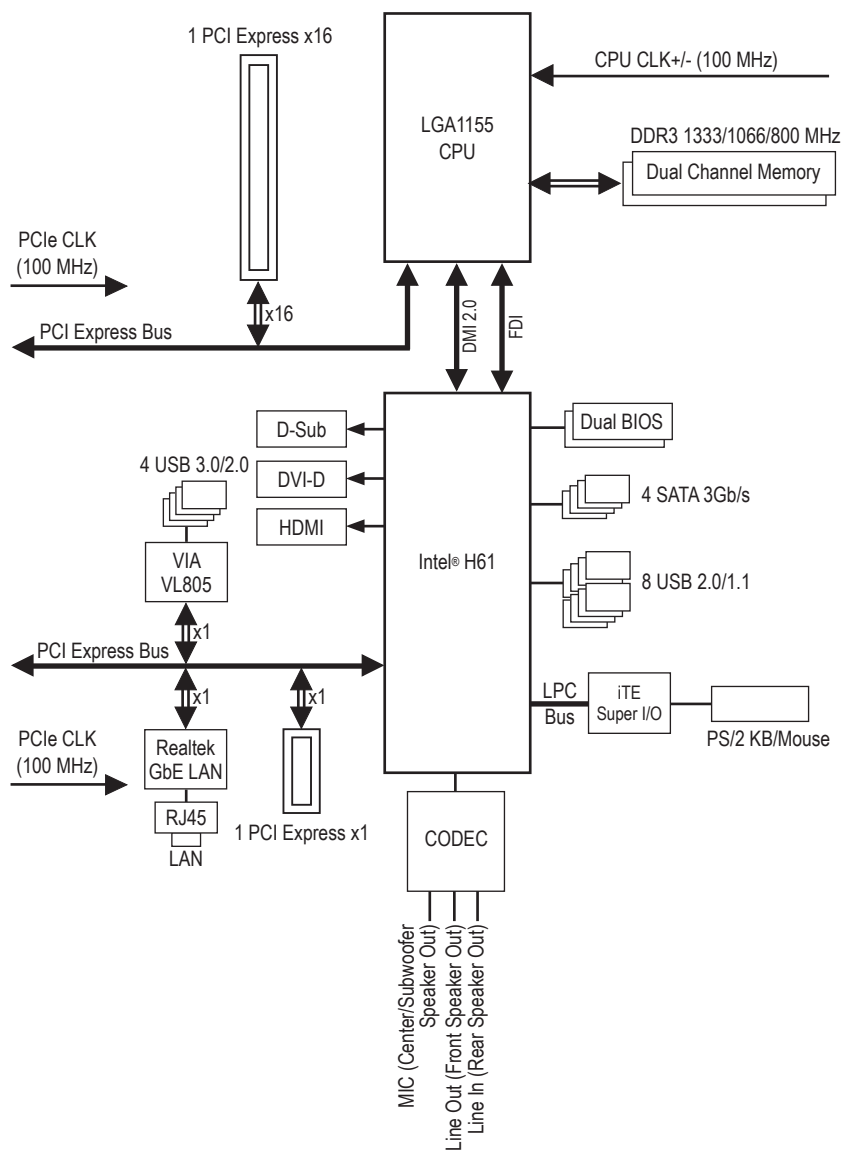 1 PCI Express x16
CPU CLK+/- (100 MHz)
LGA1155
CPU
DDR3 1333/1066/800 MHz
Dual Channel Memory
PCIe CLK
(100 MHz)
x16
PCI Express Bus
DMI 2.0
FDI
D-Sub
Dual BIOS
4 USB 3.0/2.0
DVI-D
4 SATA 3Gb/s
HDMI
VIA
VL805
Intel® H61
8 USB 2.0/1.1
x1
PCI Express Bus
x1
x1
LPC
Bus
iTE
Super I/O
PS/2 KB/Mouse
PCIe CLK
(100 MHz)
Realtek
GbE LAN
RJ45
LAN
1 PCI Express x1
CODEC
MIC (Center/Subwoofer
Speaker Out)
Line Out (Front Speaker Out)
Line In (Rear Speaker Out)